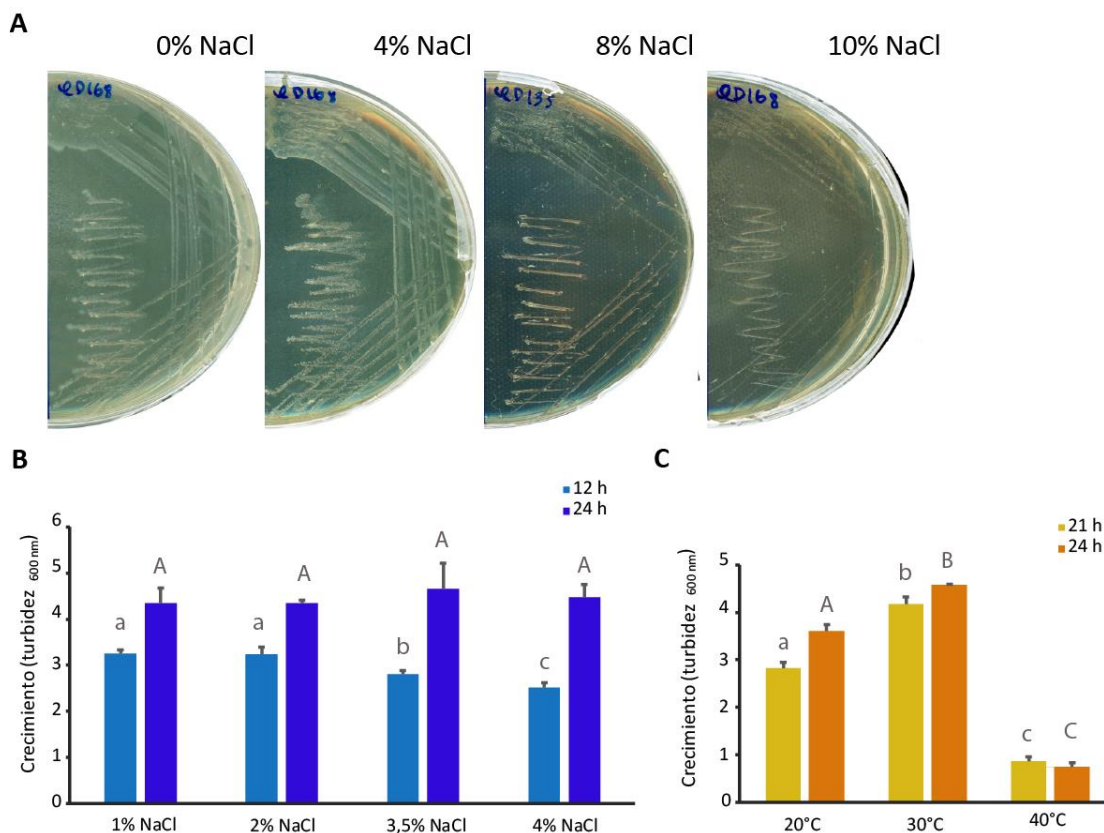 A
0% NaCl
4% NaCl
8% NaCl
10% NaCl
QD168
QD168
QD135
QD168
B
12 h
24 h
Crecimiento (turbidez 600 nm)
6
5
4
3
2
1
0
a
A
a
A
b
A
c
A
1% NaCl
2% NaCl
3,5% NaCl
4% NaCl
C
21 h
24 h
Crecimiento (turbidez 600 nm)
5
4
3
2
1
0
a
A
b
B
c
C
20°C
30°C
40°C